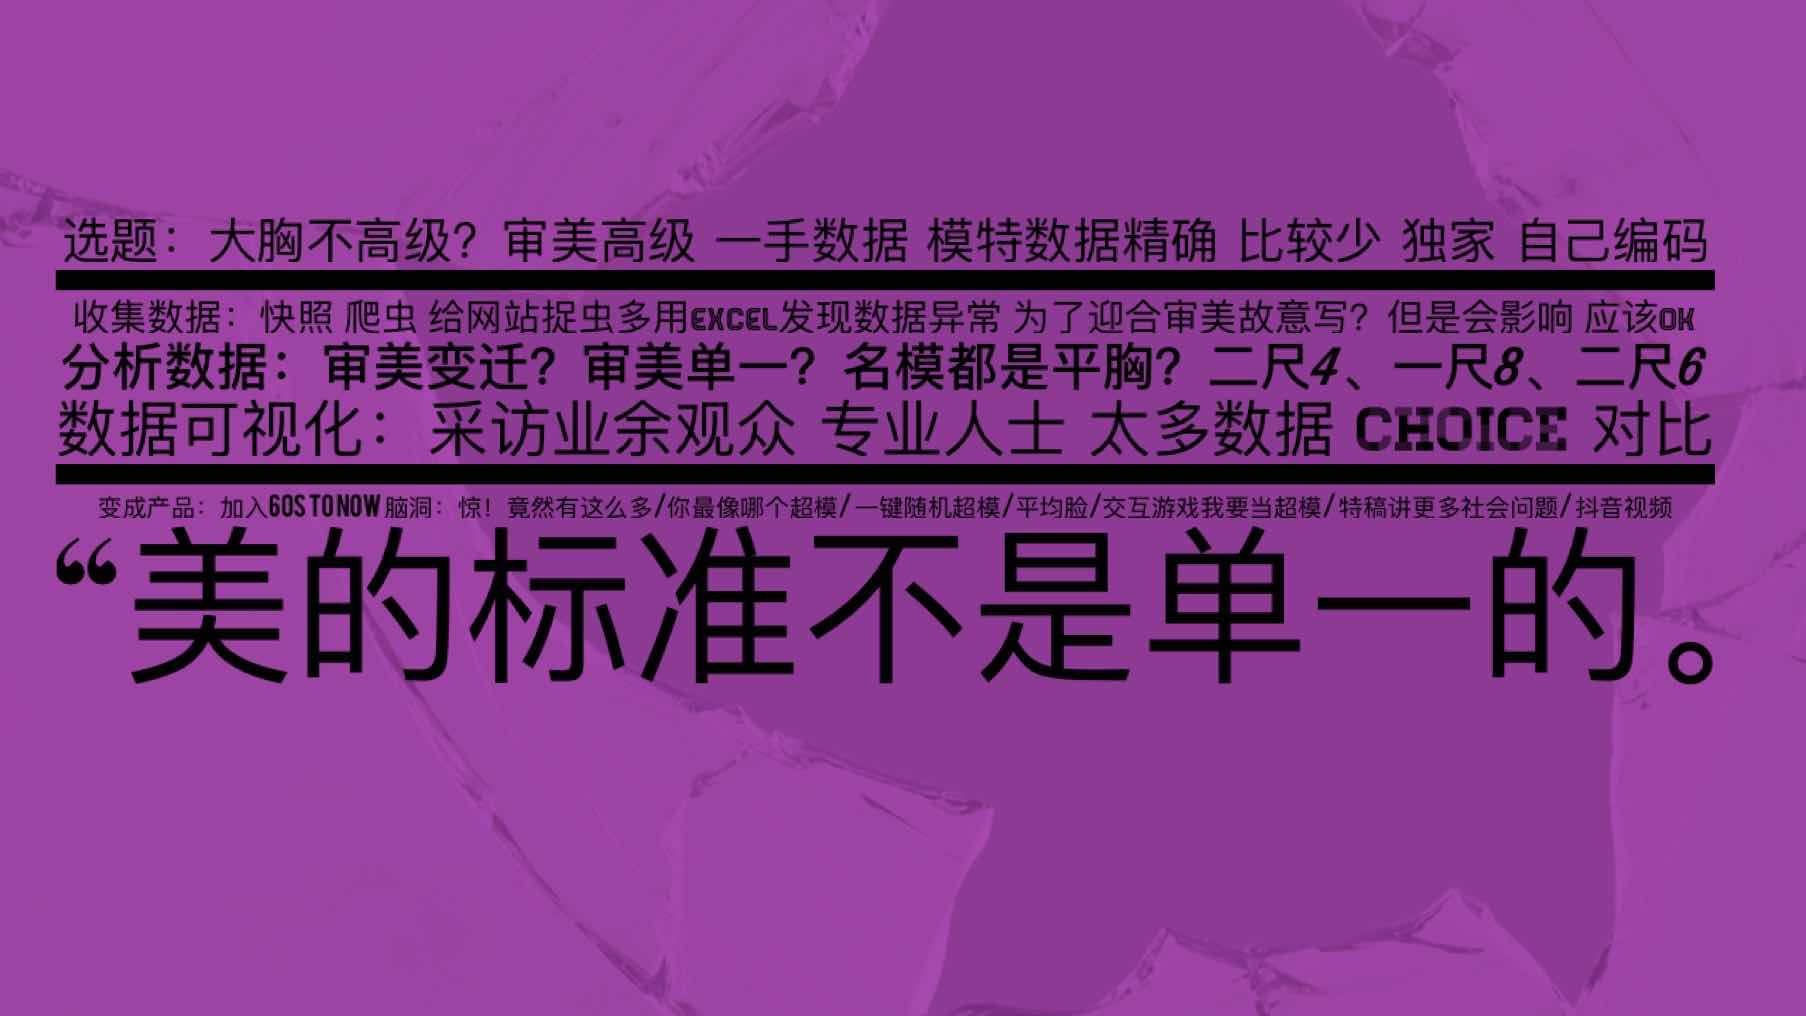 选题：大胸不高级？审美高级 一手数据 模特数据精确 比较少 独家 自己编码
收集数据：快照 爬虫 给网站捉虫多用EXCEL发现数据异常 为了迎合审美故意写？但是会影响 应该OK
分析数据：审美变迁？审美单一？名模都是平胸？二尺4、一尺8、二尺6
数据可视化：采访业余观众 专业人士 太多数据 CHOICE 对比
变成产品：加入60S TO NOW 脑洞：惊！竟然有这么多/你最像哪个超模/一键随机超模/平均脸/交互游戏我要当超模/特稿讲更多社会问题/抖音视频
“美的标准不是单一的。